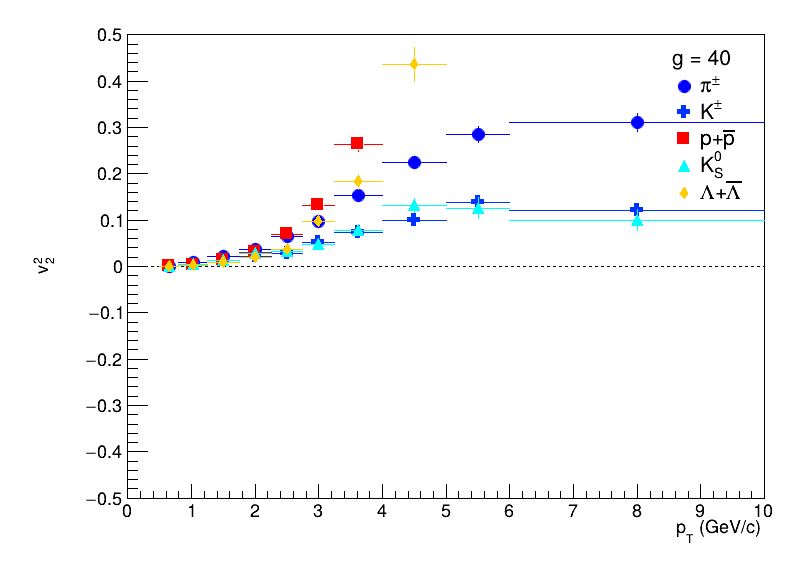 0.5
0.4
0.3
0.2
0.1
0
−0.1
−0.2
−0.3
−0.4
−0.5
v₂²
g = 40
π±
K±
p+p̅
K⁰S
Λ+Λ̅
0 1 2 3 4 5 6 7 8 9 10
pT (GeV/c)